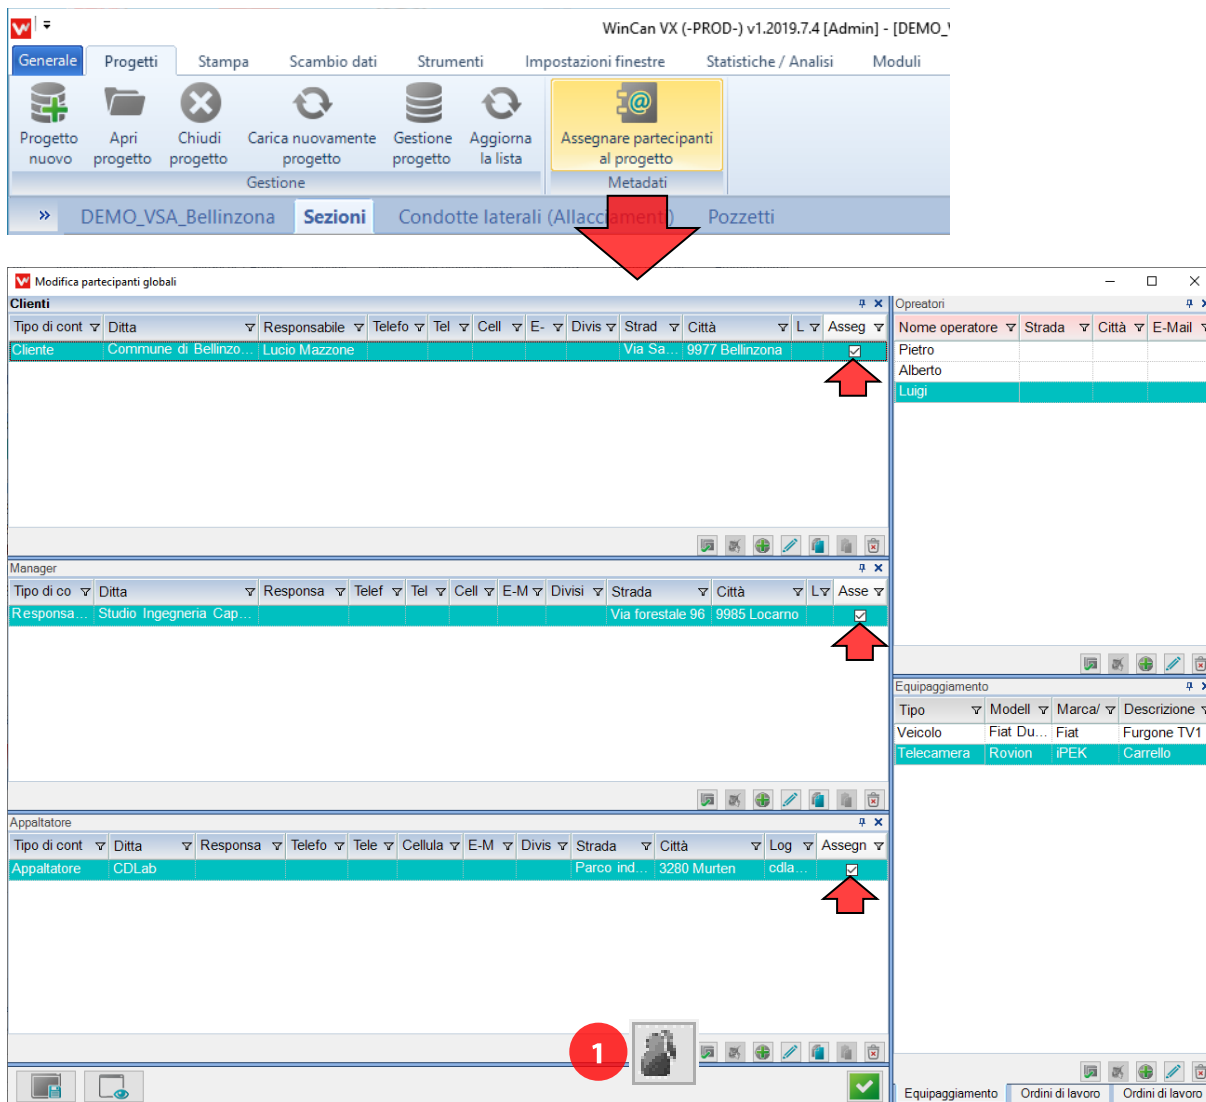 WinCan VX (-PROD-) v1.2019.7.4 [Admin] - [DEMO_
Generale Progetti Stampa Scambio dati Strumenti Impostazioni finestre Statistiche / Analisi Moduli
Progetto nuovo
Apri progetto
Chiudi progetto
Carica nuovamente progetto
Gestione progetto
Aggiorna la lista
Assegnare partecipanti al progetto
Gestione Metadati
» DEMO_VSA_Bellinzona Sezioni Condotte laterali (Allacciamenti) Pozzetti
Modifica partecipanti globali
Clienti
Tipo di cont Ditta Responsabile Telefo Tel Cell E- Divis Strad Città L Asseg
Cliente Commune di Bellinzo... Lucio Mazzone Via Sa... 9977 Bellinzona
Manager
Tipo di co Ditta Responsa Telef Tel Cell E-M Divisi Strada Città L Asse
Responsa... Studio Ingegneria Cap... Via forestale 96 9985 Locarno
Appaltatore
Tipo di cont Ditta Responsa Telefo Tele Cellula E-M Divis Strada Città Log Assegn
Appaltatore CDLab Parco ind... 3280 Murten cdla...
1
Opreatori
Nome operatore Strada Città E-Mail
Pietro
Alberto
Luigi
Equipaggiamento
Tipo Modell Marca/ Descrizione
Veicolo Fiat Du... Fiat Furgone TV1
Telecamera Rovion iPEK Carrello
Equipaggiamento Ordini di lavoro Ordini di lavoro